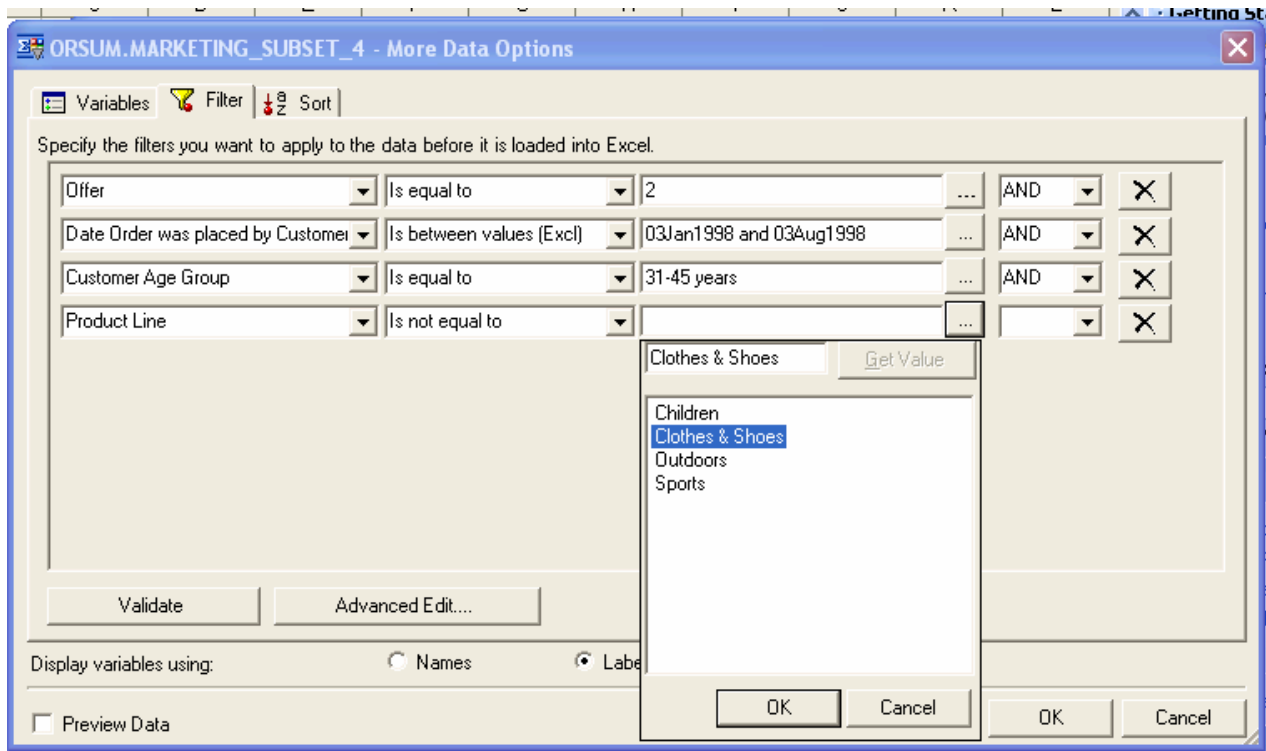 Getting St
ORSUM.MARKETING_SUBSET_4 - More Data Options
Variables Filter Sort
Specify the filters you want to apply to the data before it is loaded into Excel.
Offer Is equal to 2 ... AND
Date Order was placed by Customer Is between values (Excl) 03Jan1998 and 03Aug1998 ... AND
Customer Age Group Is equal to 31-45 years ... AND
Product Line Is not equal to ...
Clothes & Shoes Get Value
Children
Clothes & Shoes
Outdoors
Sports
Validate Advanced Edit....
Display variables using: Names Labe
OK Cancel
Preview Data OK Cancel